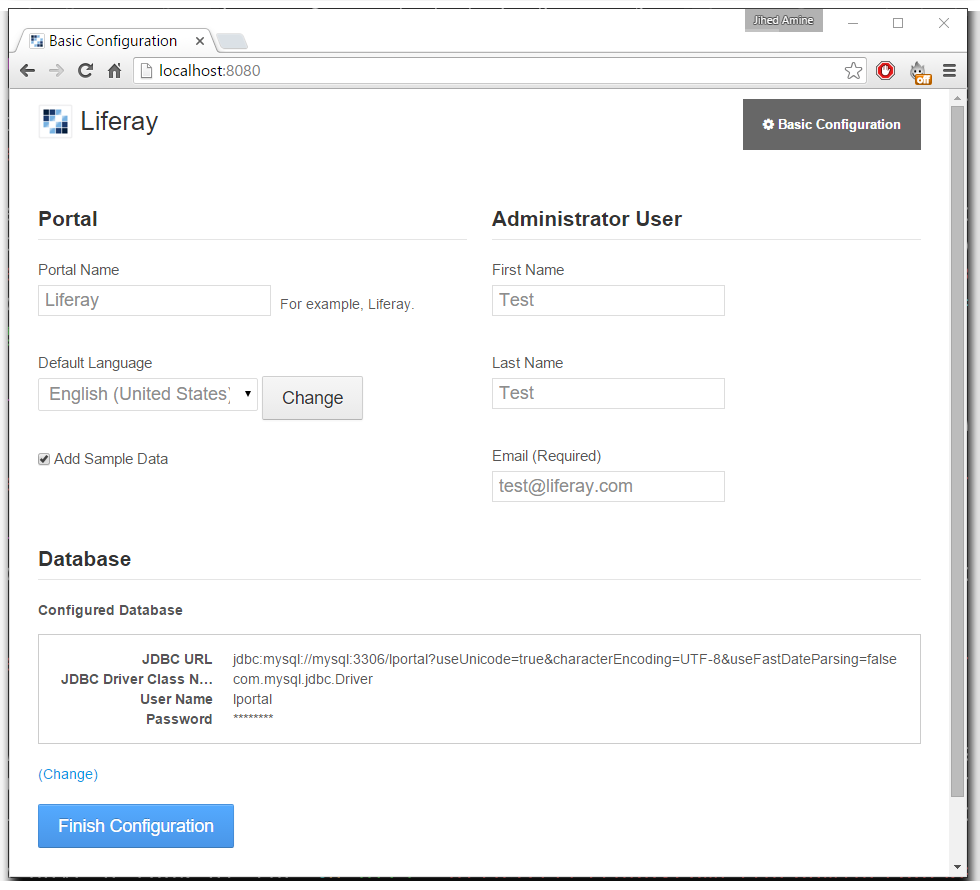 Jihed Amine
Basic Configuration
localhost:8080
off
Liferay
Basic Configuration
Portal
Portal Name
Liferay
For example, Liferay.
Default Language
English (United States)
Change
Add Sample Data
Administrator User
First Name
Test
Last Name
Test
Email (Required)
test@liferay.com
Database
Configured Database
JDBC URL jdbc:mysql://mysql:3306/lportal?useUnicode=true&characterEncoding=UTF-8&useFastDateParsing=false
JDBC Driver Class N... com.mysql.jdbc.Driver
User Name lportal
Password ********
(Change)
Finish Configuration